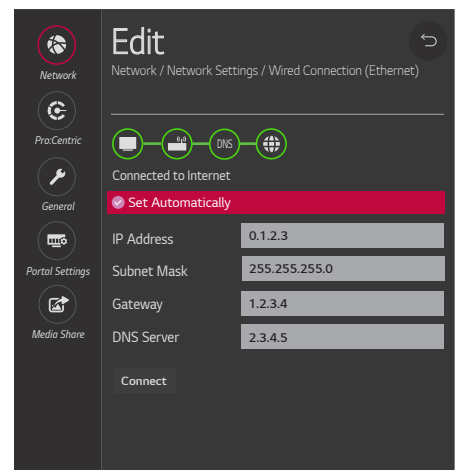 Edit
Network / Network Settings / Wired Connection (Ethernet)
Network
Pro:Centric
General
Portal Settings
Media Share
DNS
Connected to Internet
Set Automatically
IP Address 0.1.2.3
Subnet Mask 255.255.255.0
Gateway 1.2.3.4
DNS Server 2.3.4.5
Connect